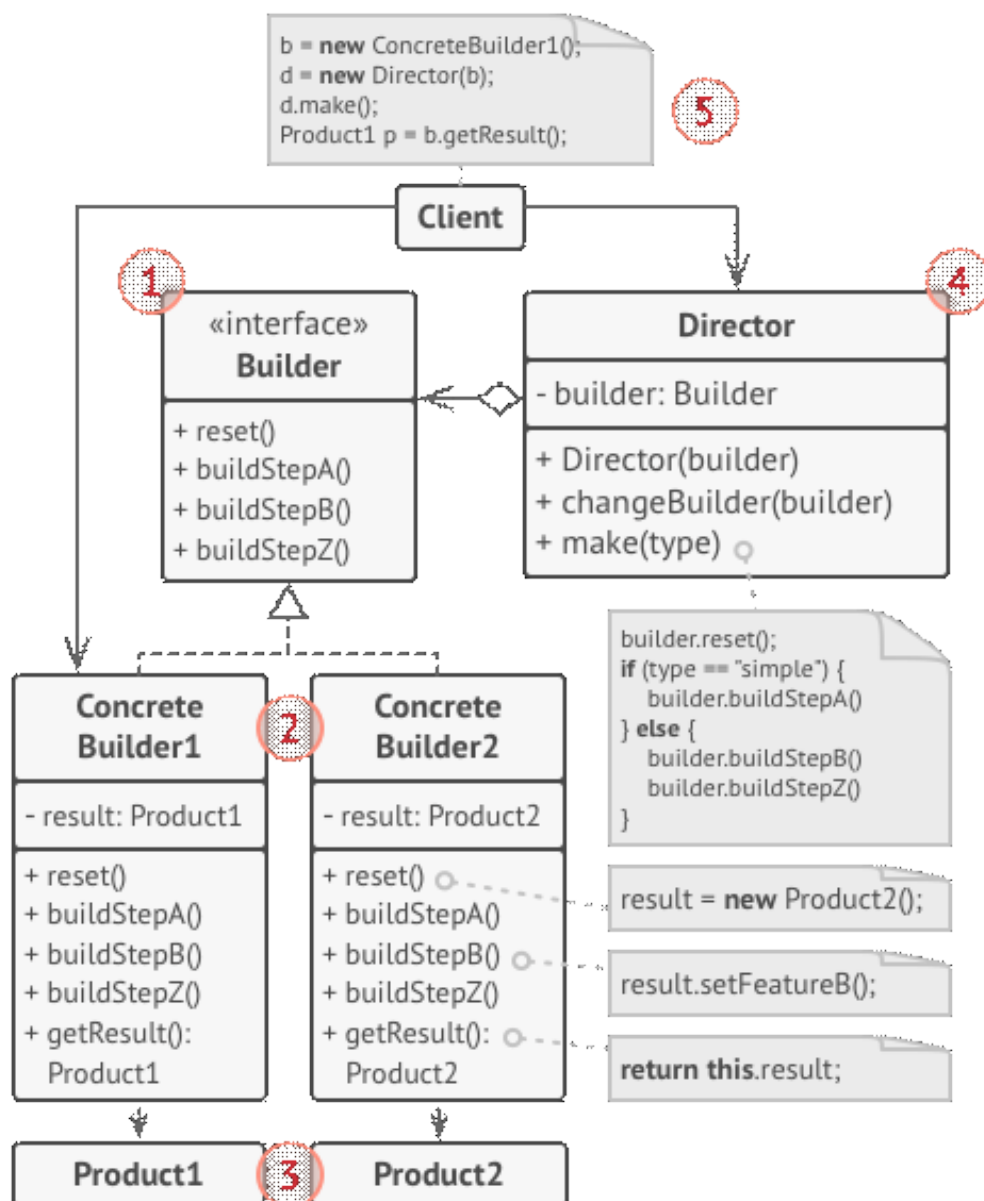 b = new ConcreteBuilder1();
d = new Director(b);
d.make();
Product1 p = b.getResult();
5
Client
1
«interface»
Builder
+ reset()
+ buildStepA()
+ buildStepB()
+ buildStepZ()
4
Director
- builder: Builder
+ Director(builder)
+ changeBuilder(builder)
+ make(type)
builder.reset();
if (type == "simple") {
builder.buildStepA()
} else {
builder.buildStepB()
builder.buildStepZ()
}
Concrete
Builder1
- result: Product1
+ reset()
+ buildStepA()
+ buildStepB()
+ buildStepZ()
+ getResult():
Product1
2
Concrete
Builder2
- result: Product2
+ reset()
+ buildStepA()
+ buildStepB()
+ buildStepZ()
+ getResult():
Product2
result = new Product2();
result.setFeatureB();
return this.result;
Product1
3
Product2